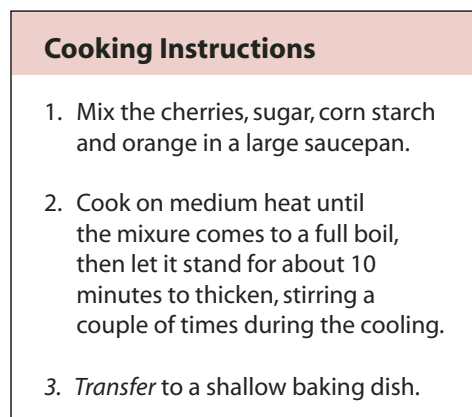 Cooking Instructions
1. Mix the cherries, sugar, corn starch
and orange in a large saucepan.
2. Cook on medium heat until
the mixure comes to a full boil,
then let it stand for about 10
minutes to thicken, stirring a
couple of times during the cooling.
3. Transfer to a shallow baking dish.